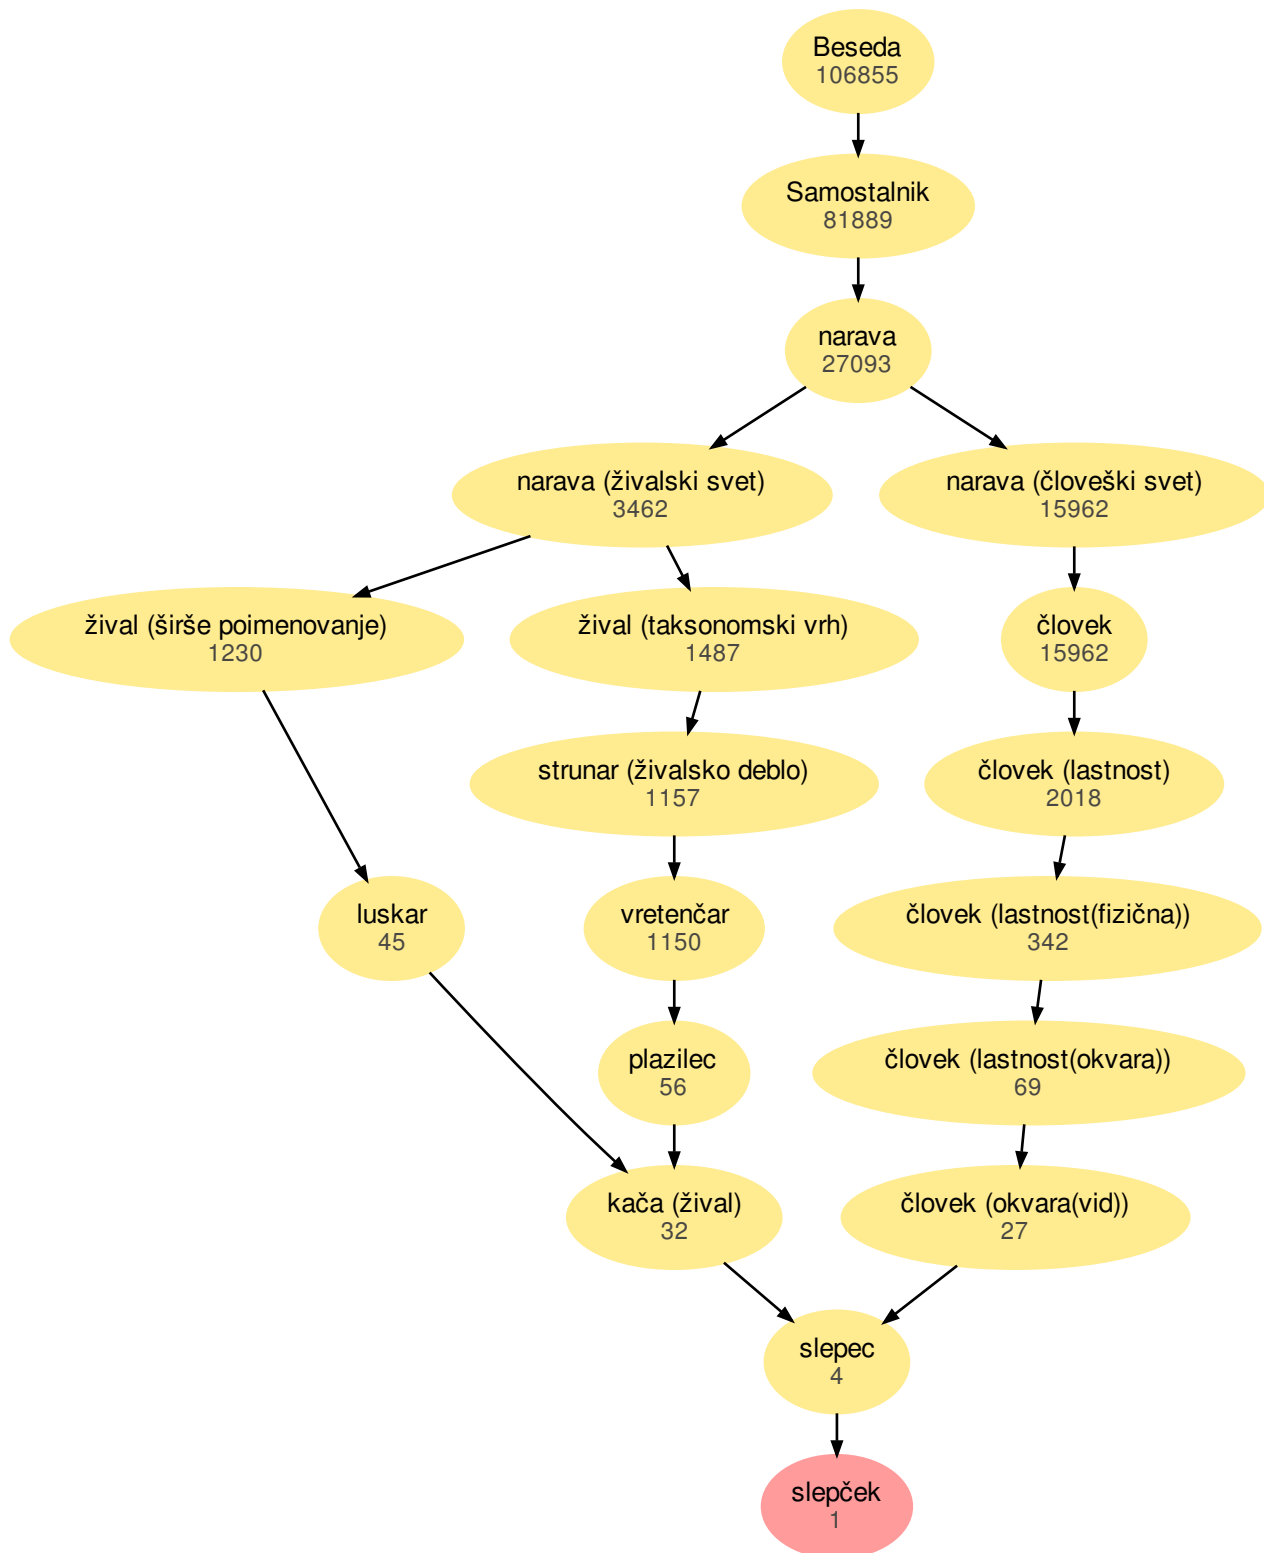 Beseda
106855
Samostalnik
81889
narava
27093
narava (živalski svet)
3462
narava (človeški svet)
15962
žival (širše poimenovanje)
1230
žival (taksonomski vrh)
1487
človek
15962
strunar (živalsko deblo)
1157
človek (lastnost)
2018
luskar
45
vretenčar
1150
človek (lastnost(fizična))
342
plazilec
56
človek (lastnost(okvara))
69
kača (žival)
32
človek (okvara(vid))
27
slepec
4
slepček
1